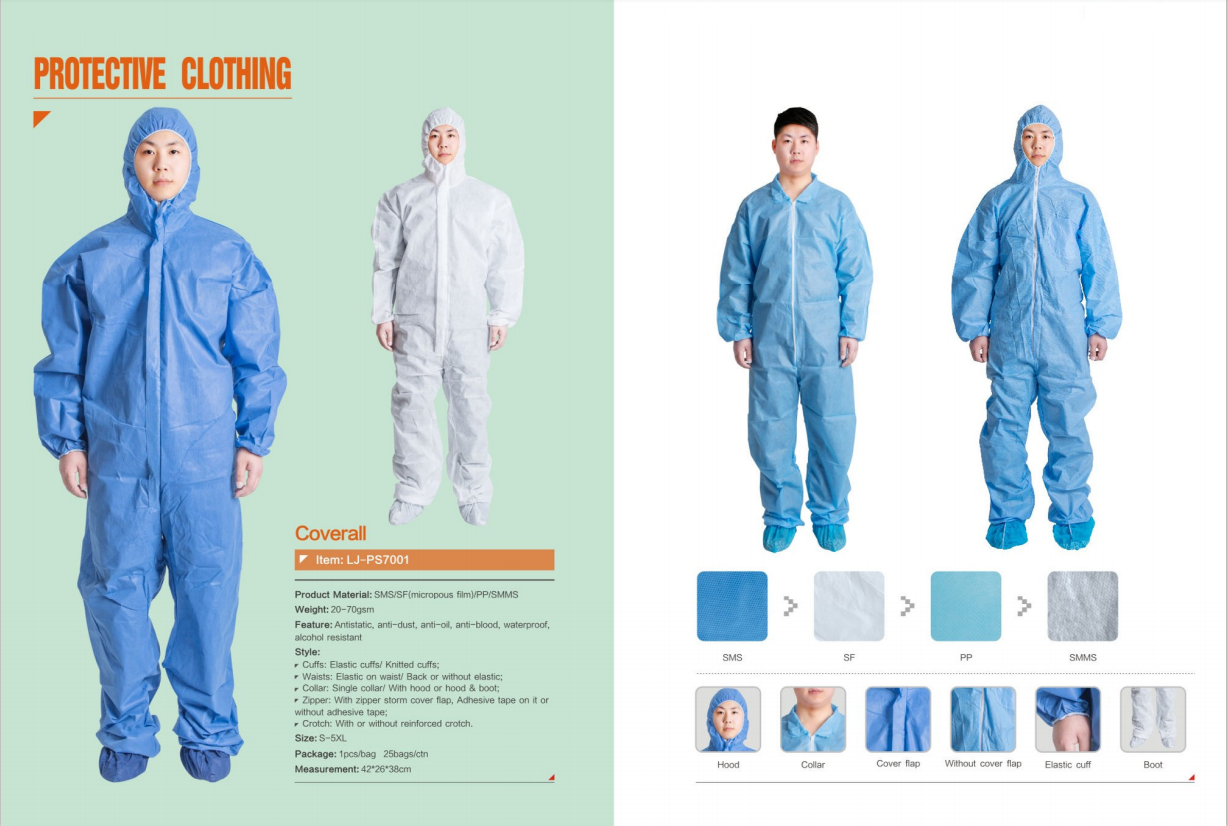 PROTECTIVE CLOTHING
Coverall
Item: LJ-PS7001
Product Material: SMS/SF(micropous film)/PP/SMMS
Weight: 20-70gsm
Feature: Antistatic, anti-dust, anti-oil, anti-blood, waterproof,
alcohol resistant
Style:
Cuffs: Elastic cuffs/ Knitted cuffs;
Waists: Elastic on waist/ Back or without elastic;
Collar: Single collar/ With hood or hood & boot;
Zipper: With zipper storm cover flap, Adhesive tape on it or
without adhesive tape;
Crotch: With or without reinforced crotch.
Size: S-5XL
Package: 1pcs/bag 25bags/ctn
Measurement: 42*26*38cm
SMS SF PP SMMS
Hood Collar Cover flap Without cover flap Elastic cuff Boot